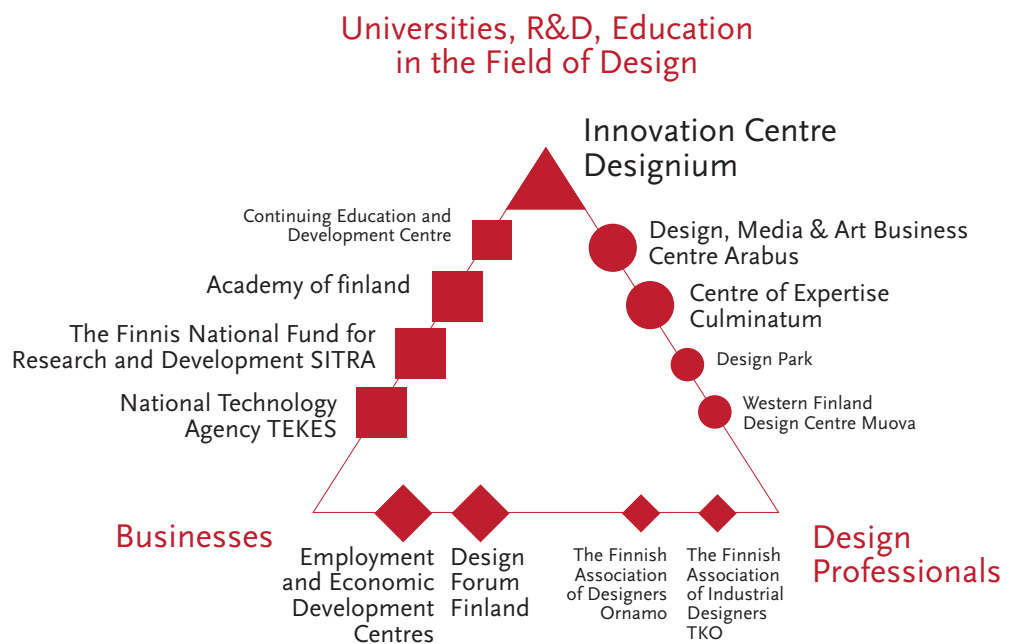 Universities, R&D, Education
in the Field of Design
Innovation Centre
Designium
Continuing Education and
Development Centre
Design, Media & Art Business
Centre Arabus
Academy of finland
Centre of Expertise
Culminatum
The Finnis National Fund for
Research and Development SITRA
Design Park
National Technology
Agency TEKES
Western Finland
Design Centre Muova
Businesses
Employment
and Economic
Development
Centres
Design
Forum
Finland
The Finnish
Association
of Designers
Ornamo
The Finnish
Association
of Industrial
Designers
TKO
Design
Professionals